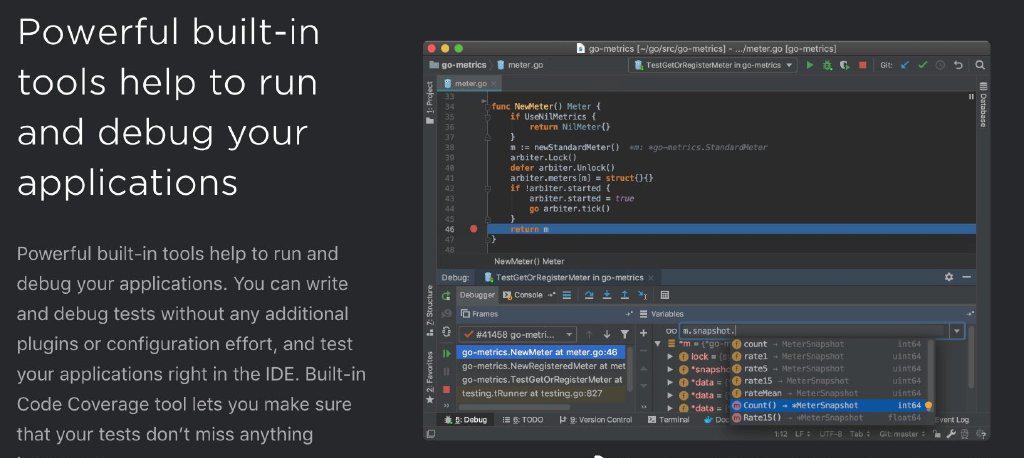 Powerful built-in
tools help to run
and debug your
applications
Powerful built-in tools help to run and
debug your applications. You can write
and debug tests without any additional
plugins or configuration effort, and test
your applications right in the IDE. Built-in
Code Coverage tool lets you make sure
that your tests don’t miss anything
go-metrics [~/go/src/go-metrics] - .../meter.go [go-metrics]
go-metrics meter.go TestGetOrRegisterMeter in go-metrics Git:
meter.go
1: Project
Database
33
34 func NewMeter() Meter {
35 if UseNilMetrics {
36 return NilMeter{}
37 }
38 m := newStandardMeter() m: *go-metrics.StandardMeter
39 arbiter.Lock()
40 defer arbiter.Unlock()
41 arbiter.meters[m] = struct{}{}
42 if !arbiter.started {
43 arbiter.started = true
44 go arbiter.tick()
45 }
46 return m
47 }
48
NewMeter() Meter
Debug: TestGetOrRegisterMeter in go-metrics
Debugger Console
Frames Variables
7: Structure
2: Favorites
#41458 go-metri... m.snapshot.
go-metrics.NewMeter at meter.go:46
go-metrics.NewRegisteredMeter at met
go-metrics.TestGetOrRegisterMeter at
testing.tRunner at testing.go:827
*m = {*go-m
lock = {s
*snapsh
*data = {
*data = {
*data = {
count → MeterSnapshot uint64
rate1 → MeterSnapshot uint64
rate5 → MeterSnapshot uint64
rate15 → MeterSnapshot uint64
rateMean → MeterSnapshot uint64
Count() → *MeterSnapshot int64
Rate15() → *MeterSnapshot float64
5: Debug 6: TODO 9: Version Control Terminal Doc Event Log
1:12 LF UTF-8 Tab Git: master